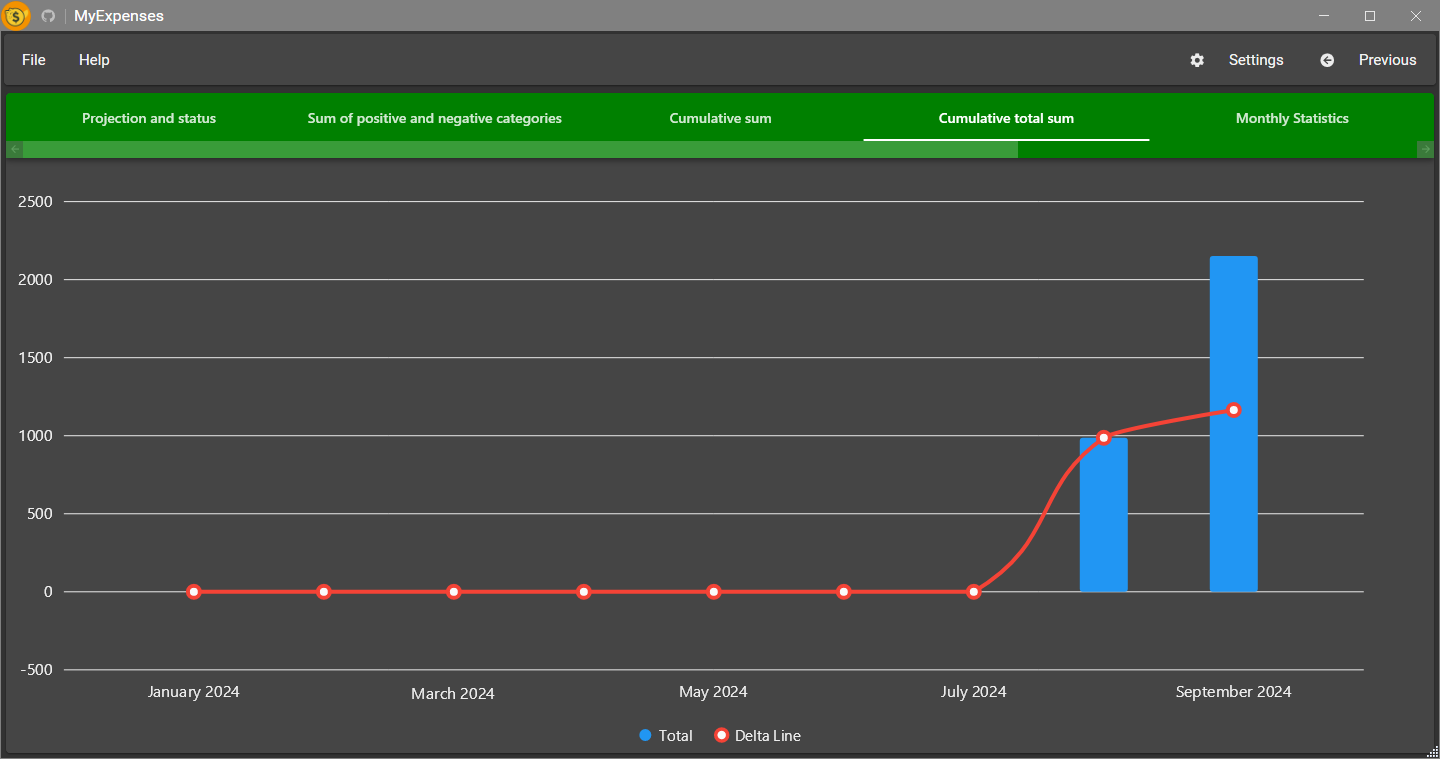 MyExpenses
File Help Settings Previous
Projection and status Sum of positive and negative categories Cumulative sum Cumulative total sum Monthly Statistics
2500
2000
1500
1000
500
0
-500
January 2024 March 2024 May 2024 July 2024 September 2024
Total Delta Line